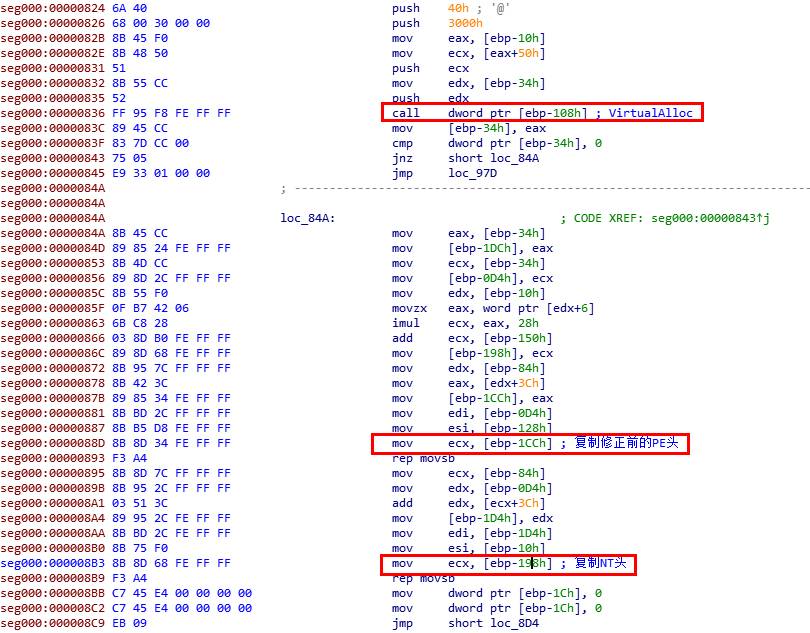 seg000:00000824 6A 40 push 40h ; '@'
seg000:00000826 68 00 30 00 00 push 3000h
seg000:0000082B 8B 45 F0 mov eax, [ebp-10h]
seg000:0000082E 8B 48 50 mov ecx, [eax+50h]
seg000:00000831 51 push ecx
seg000:00000832 8B 55 CC mov edx, [ebp-34h]
seg000:00000835 52 push edx
seg000:00000836 FF 95 F8 FE FF FF call dword ptr [ebp-108h] ; VirtualAlloc
seg000:0000083C 89 45 CC mov [ebp-34h], eax
seg000:0000083F 83 7D CC 00 cmp dword ptr [ebp-34h], 0
seg000:00000843 75 05 jnz short loc_84A
seg000:00000845 E9 33 01 00 00 jmp loc_97D
seg000:0000084A ; ---------------------------------------------------------------------------
seg000:0000084A
seg000:0000084A loc_84A: ; CODE XREF: seg000:00000843↑j
seg000:0000084A 8B 45 CC mov eax, [ebp-34h]
seg000:0000084D 89 85 24 FE FF FF mov [ebp-1DCh], eax
seg000:00000853 8B 4D CC mov ecx, [ebp-34h]
seg000:00000856 89 8D 2C FF FF FF mov [ebp-0D4h], ecx
seg000:0000085C 8B 55 F0 mov edx, [ebp-10h]
seg000:0000085F 0F B7 42 06 movzx eax, word ptr [edx+6]
seg000:00000863 6B C8 28 imul ecx, eax, 28h
seg000:00000866 03 8D B0 FE FF FF add ecx, [ebp-150h]
seg000:0000086C 89 8D 68 FE FF FF mov [ebp-198h], ecx
seg000:00000872 8B 95 7C FF FF FF mov edx, [ebp-84h]
seg000:00000878 8B 42 3C mov eax, [edx+3Ch]
seg000:0000087B 89 85 34 FE FF FF mov [ebp-1CCh], eax
seg000:00000881 8B BD 2C FF FF FF mov edi, [ebp-0D4h]
seg000:00000887 8B B5 D8 FE FF FF mov esi, [ebp-128h]
seg000:0000088D 8B 8D 34 FE FF FF mov ecx, [ebp-1CCh] ; 复制修正前的PE头
seg000:00000893 F3 A4 rep movsb
seg000:00000895 8B 8D 7C FF FF FF mov ecx, [ebp-84h]
seg000:0000089B 8B 95 2C FF FF FF mov edx, [ebp-0D4h]
seg000:000008A1 03 51 3C add edx, [ecx+3Ch]
seg000:000008A4 89 95 2C FE FF FF mov [ebp-1D4h], edx
seg000:000008AA 8B BD 2C FE FF FF mov edi, [ebp-1D4h]
seg000:000008B0 8B 75 F0 mov esi, [ebp-10h]
seg000:000008B3 8B 8D 68 FE FF FF mov ecx, [ebp-198h] ; 复制NT头
seg000:000008B9 F3 A4 rep movsb
seg000:000008BB C7 45 E4 00 00 00 00 mov dword ptr [ebp-1Ch], 0
seg000:000008C2 C7 45 E4 00 00 00 00 mov dword ptr [ebp-1Ch], 0
seg000:000008C9 EB 09 jmp short loc_8D4